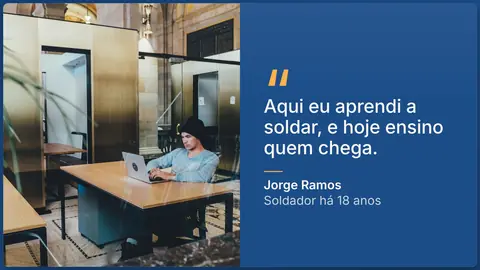 Aqui eu aprendi a
soldar, e hoje ensino
quem chega.
Jorge Ramos
Soldador há 18 anos